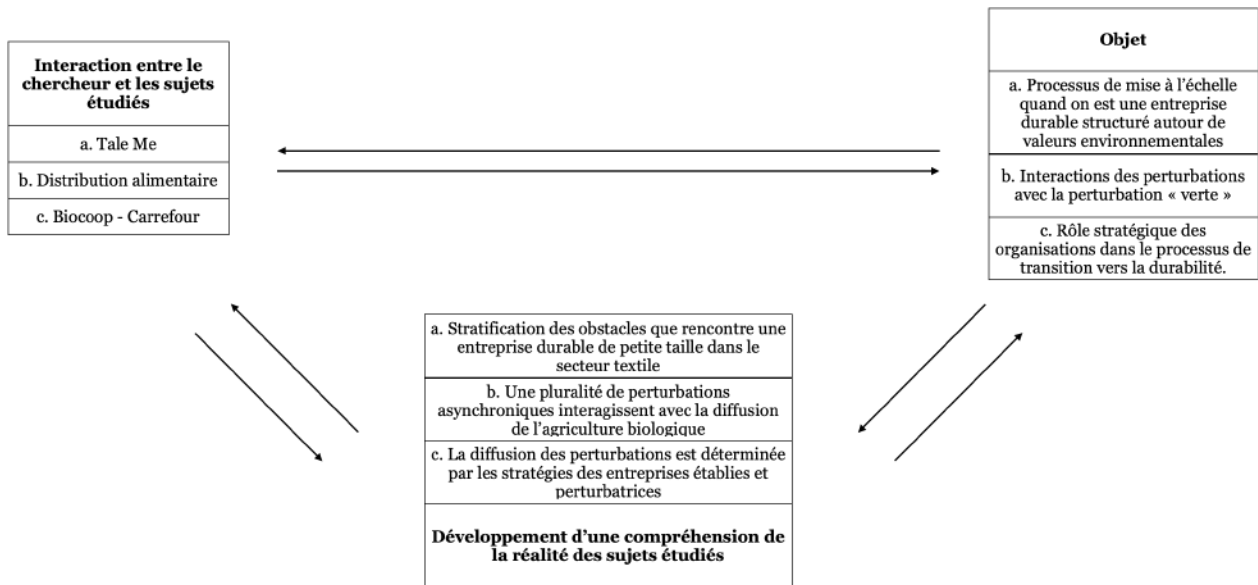 Interaction entre le
chercheur et les sujets
étudiés
a. Tale Me
b. Distribution alimentaire
c. Biocoop - Carrefour
Objet
a. Processus de mise à l’échelle
quand on est une entreprise
durable structuré autour de
valeurs environnementales
b. Interactions des perturbations
avec la perturbation « verte »
c. Rôle stratégique des
organisations dans le processus de
transition vers la durabilité.
a. Stratification des obstacles que rencontre une
entreprise durable de petite taille dans le
secteur textile
b. Une pluralité de perturbations
asynchroniques interagissent avec la diffusion
de l’agriculture biologique
c. La diffusion des perturbations est déterminée
par les stratégies des entreprises établies et
perturbatrices
Développement d’une compréhension de
la réalité des sujets étudiés